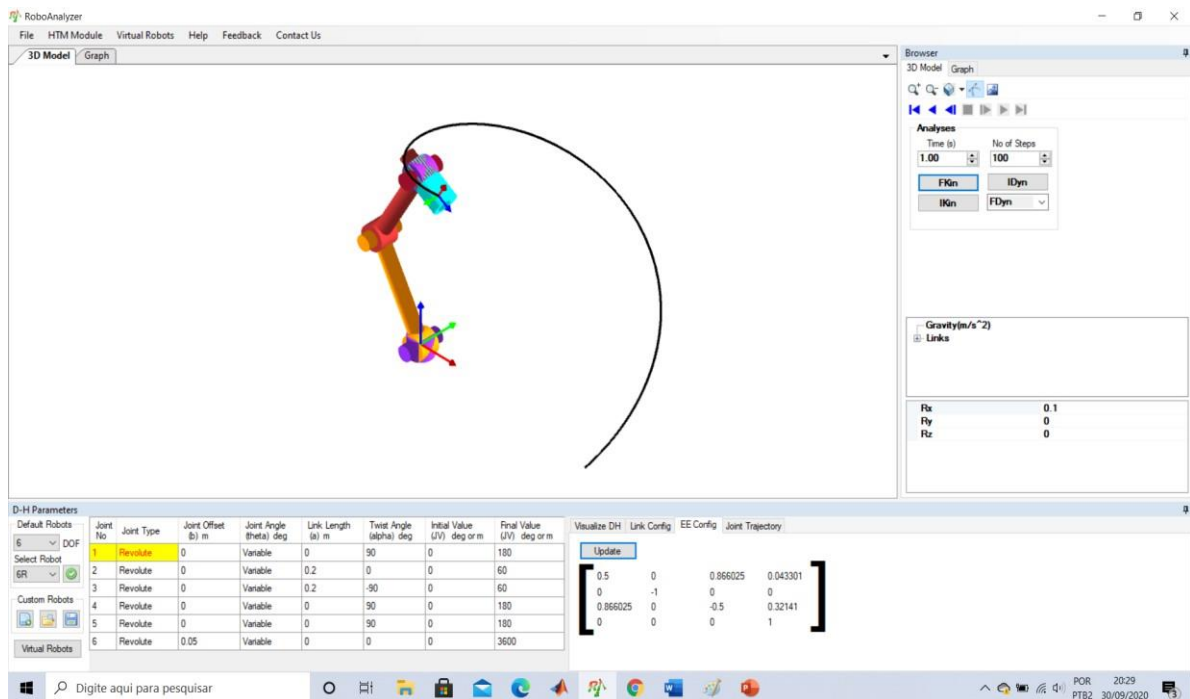 RoboAnalyzer
File HTM Module Virtual Robots Help Feedback Contact Us
3D Model Graph
Browser
3D Model Graph
Analyses
Time (s) No of Steps
1.00 100
FKin IDyn
IKin FDyn
Gravity(m/s^2)
Links
Rx 0.1
Ry 0
Rz 0
D-H Parameters
Default Robots
6 DOF
Select Robot
6R
Custom Robots
Virtual Robots
Joint No Joint Type Joint Offset (b) m Joint Angle (theta) deg Link Length (a) m Twist Angle (alpha) deg Initial Value (JV) deg or m Final Value (JV) deg or m
1 Revolute 0 Variable 0 90 0 180
2 Revolute 0 Variable 0.2 0 0 60
3 Revolute 0 Variable 0.2 -90 0 60
4 Revolute 0 Variable 0 90 0 180
5 Revolute 0 Variable 0 90 0 180
6 Revolute 0.05 Variable 0 0 0 3600
Visualize DH Link Config EE Config Joint Trajectory
Update
0.5 0 0.866025 0.043301
0 -1 0 0
0.866025 0 -0.5 0.32141
0 0 0 1
Digite aqui para pesquisar
POR 20:29
PTB2 30/09/2020